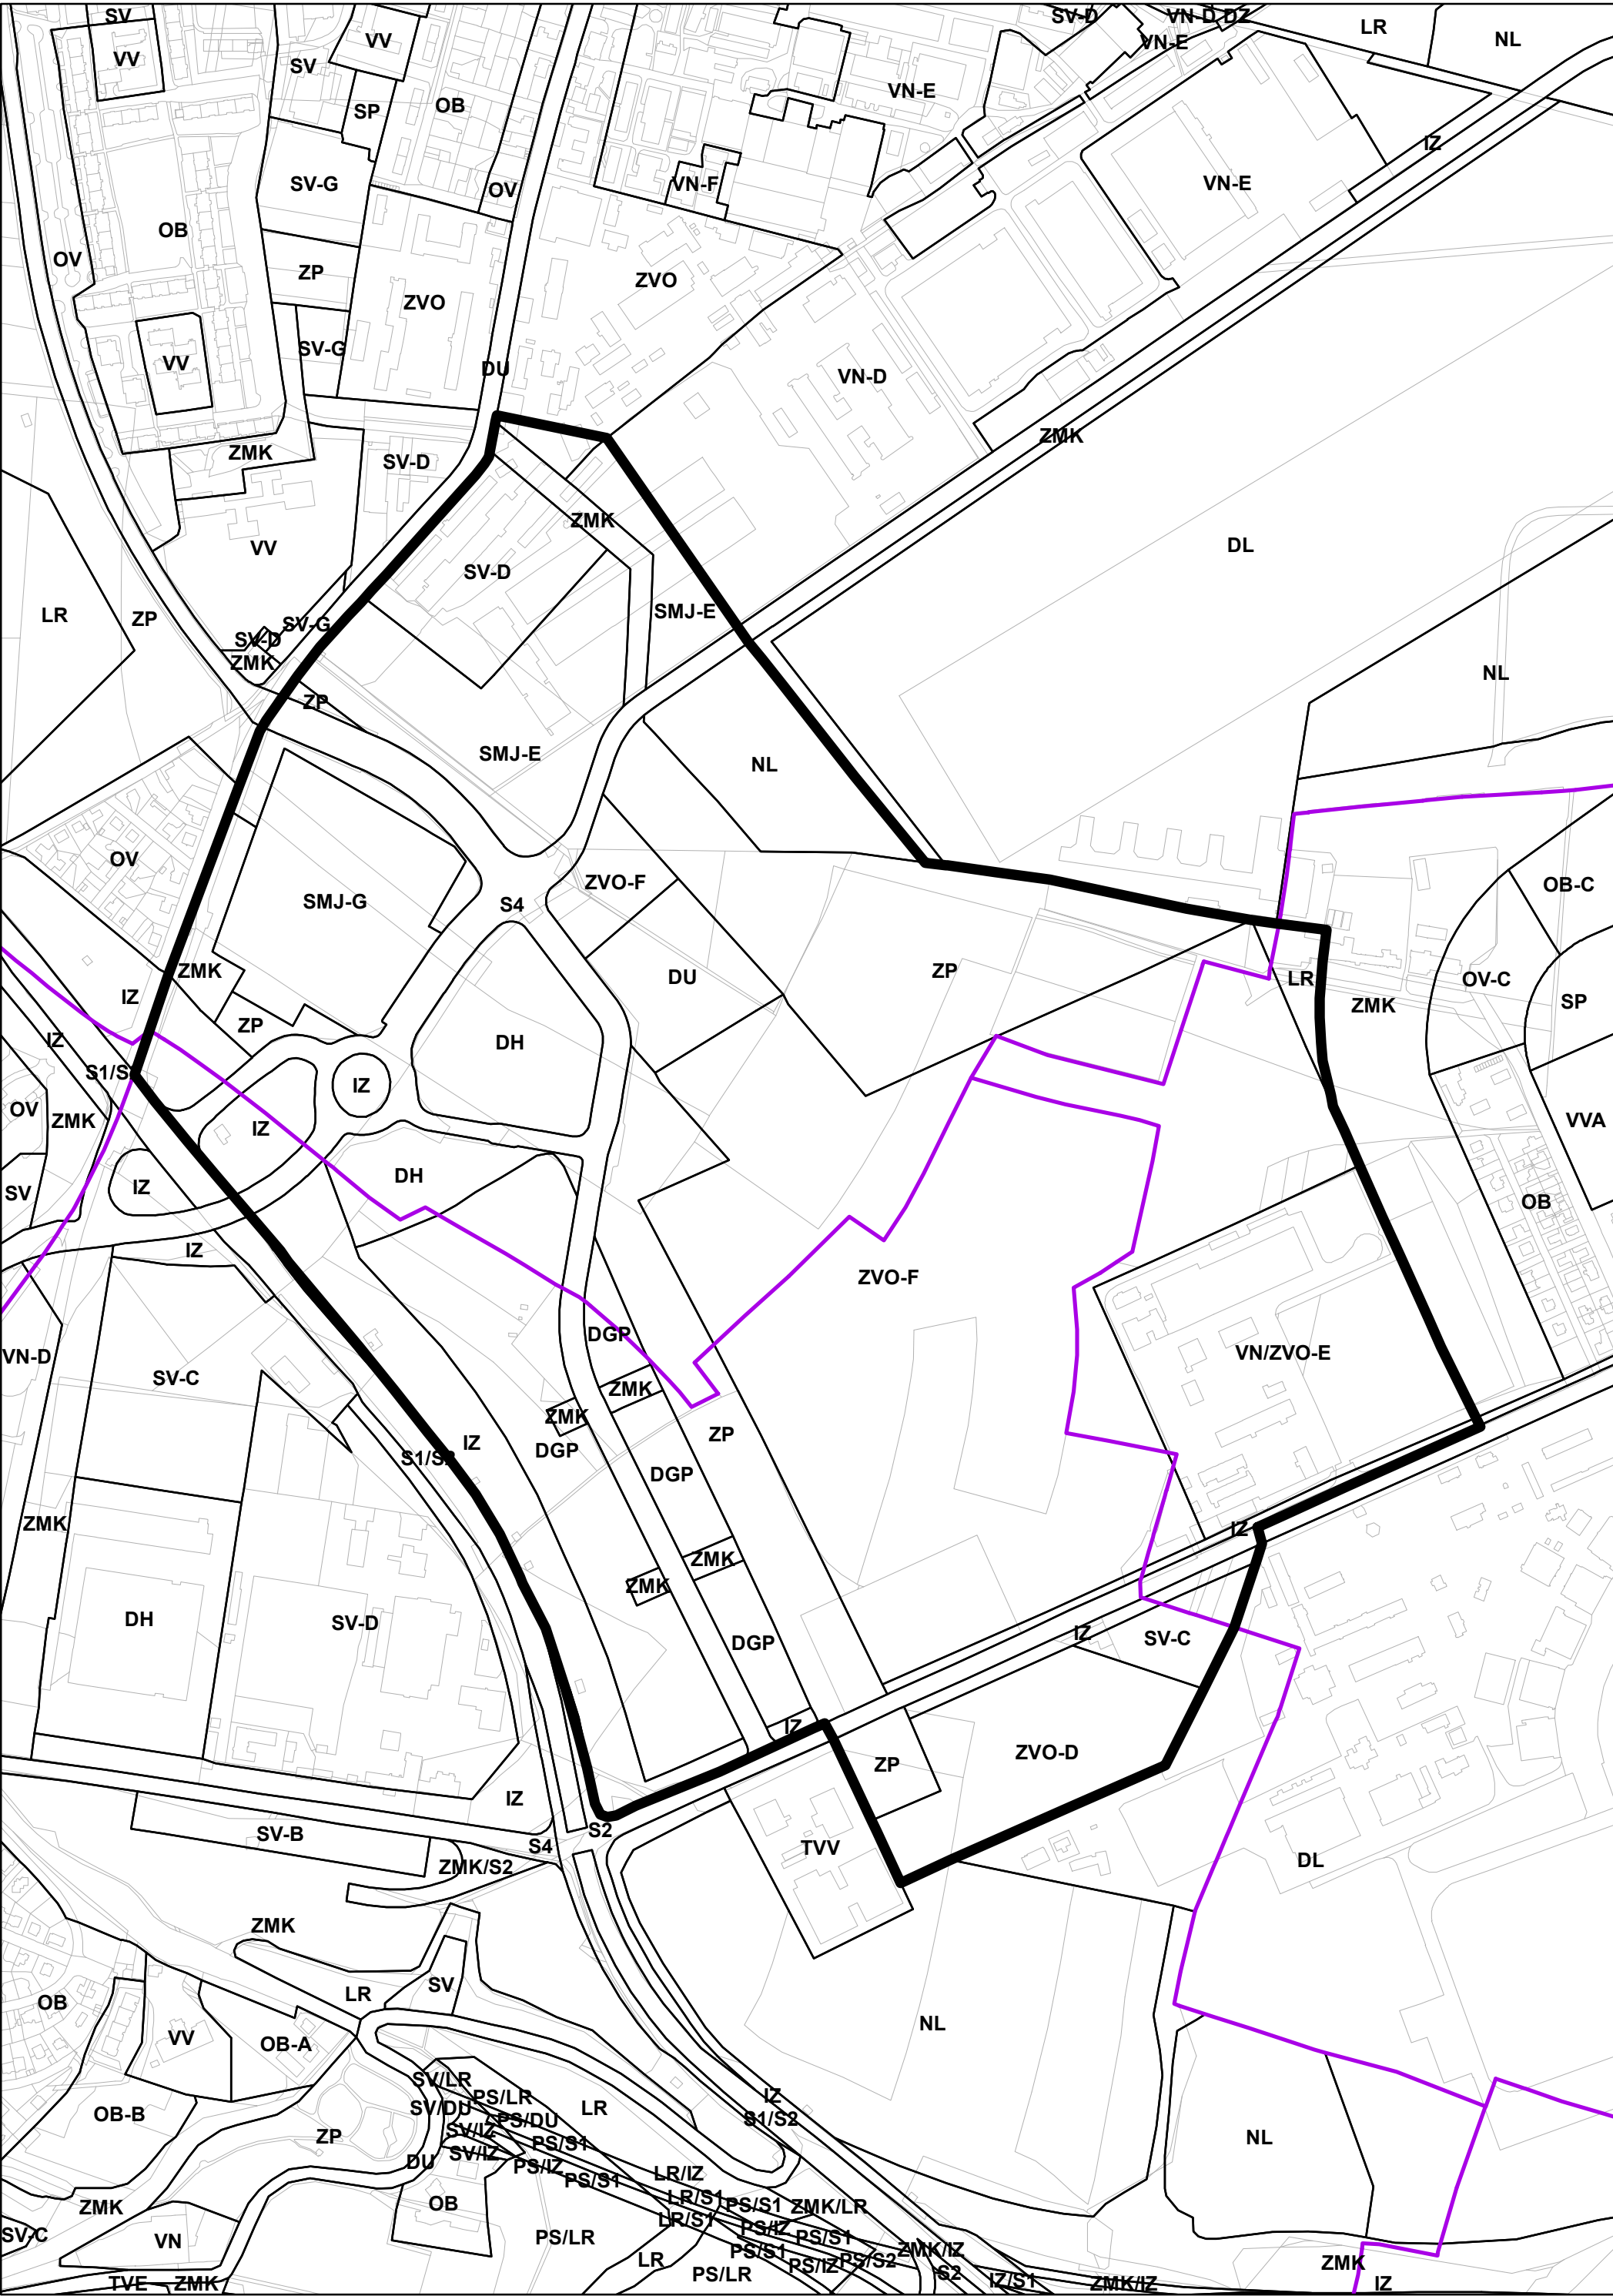 SV
SV-D
VN-D
DZ
LR
NL
VV
VV
VN-E
SV
VN-E
SP
OB
IZ
SV-G
VN-F
VN-E
OV
OB
OV
ZP
ZVO
ZVO
SV-G
VV
DU
VN-D
ZMK
ZMK
SV-D
ZMK
VV
DL
SV-D
LR
ZP
SMJ-E
SV-G
SV-D
ZMK
NL
ZP
SMJ-E
NL
OV
ZVO-F
OB-C
SMJ-G
S4
ZMK
ZP
DU
LR
OV-C
IZ
ZMK
SP
ZP
IZ
DH
S1/S
IZ
OV
ZMK
VVA
IZ
DH
IZ
SV
OB
IZ
ZVO-F
DGP
VN-D
VN/ZVO-E
SV-C
ZMK
ZMK
ZP
IZ
DGP
S1/S2
DGP
ZMK
IZ
ZMK
ZMK
DH
SV-D
IZ
SV-C
DGP
IZ
ZVO-D
ZP
IZ
S2
SV-B
S4
TVV
ZMK/S2
DL
ZMK
SV
LR
OB
NL
VV
OB-A
SV/LR
PS/LR
IZ
SV/DU
LR
OB-B
PS/DU
S1/S2
SV/IZ
ZP
PS/S1
NL
SV/IZ
DU
PS/IZ
LR/IZ
PS/S1
LR/S1
OB
PS/S1
ZMK/LR
ZMK
LR/S1
PS/IZ
SV-C
PS/LR
PS/S1
VN
PS/S1
ZMK/IZ
LR
PS/IZ
PS/S2
ZMK
PS/LR
S2
IZ/S1
TVE
ZMK
ZMK/IZ
IZ